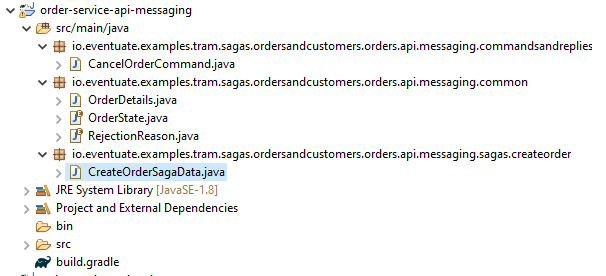 order-service-api-messaging
src/main/java
io.eventuate.examples.tram.sagas.ordersandcustomers.orders.api.messaging.commandsandreplies
CancelOrderCommand.java
io.eventuate.examples.tram.sagas.ordersandcustomers.orders.api.messaging.common
OrderDetails.java
OrderState.java
RejectionReason.java
io.eventuate.examples.tram.sagas.ordersandcustomers.orders.api.messaging.sagas.createorder
CreateOrderSagaData.java
JRE System Library [JavaSE-1.8]
Project and External Dependencies
bin
src
build.gradle